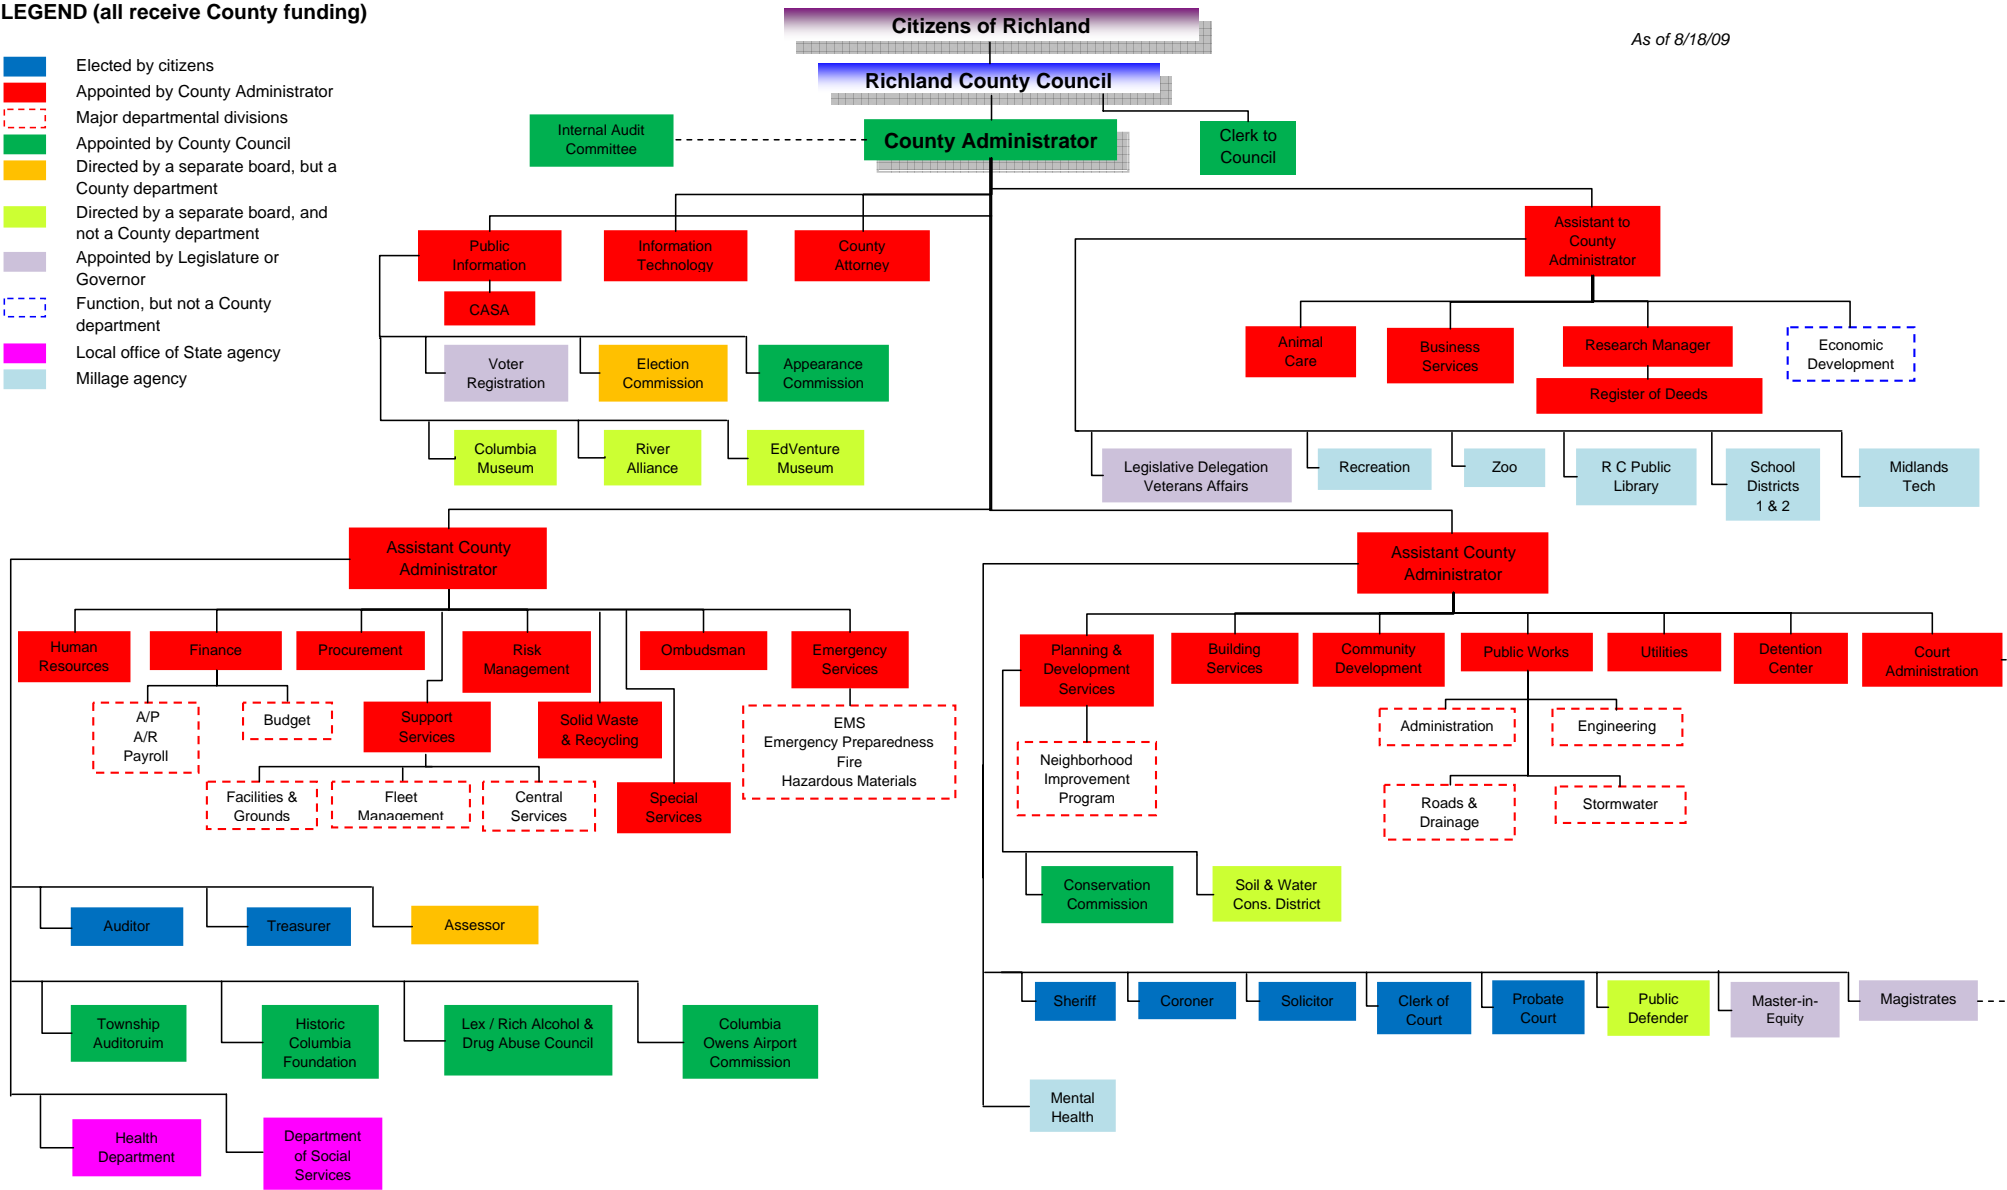 LEGEND (all receive County funding)
Elected by citizens
Appointed by County Administrator
Major departmental divisions
Appointed by County Council
Directed by a separate board, but a
County department
Directed by a separate board, and
not a County department
Appointed by Legislature or
Governor
Function, but not a County
department
Local office of State agency
Millage agency
Citizens of Richland
As of 8/18/09
Richland County Council
Internal Audit
Committee
County Administrator
Clerk to
Council
Public
Information
Information
Technology
County
Attorney
Assistant to
County
Administrator
CASA
Animal
Care
Business
Services
Research Manager
Economic
Development
Register of Deeds
Voter
Registration
Election
Commission
Appearance
Commission
Columbia
Museum
River
Alliance
EdVenture
Museum
Legislative Delegation
Veterans Affairs
Recreation
Zoo
R C Public
Library
School
Districts
1 & 2
Midlands
Tech
Assistant County
Administrator
Assistant County
Administrator
Human
Resources
Finance
Procurement
Risk
Management
Ombudsman
Emergency
Services
A/P
A/R
Payroll
Budget
Support
Services
Solid Waste
& Recycling
EMS
Emergency Preparedness
Fire
Hazardous Materials
Facilities &
Grounds
Fleet
Management
Central
Services
Special
Services
Planning &
Development
Services
Building
Services
Community
Development
Public Works
Utilities
Detention
Center
Court
Administration
Neighborhood
Improvement
Program
Administration
Engineering
Roads &
Drainage
Stormwater
Conservation
Commission
Soil & Water
Cons. District
Auditor
Treasurer
Assessor
Township
Auditoruim
Historic
Columbia
Foundation
Lex / Rich Alcohol &
Drug Abuse Council
Columbia
Owens Airport
Commission
Health
Department
Department
of Social
Services
Sheriff
Coroner
Solicitor
Clerk of
Court
Probate
Court
Public
Defender
Master-in-
Equity
Magistrates
Mental
Health